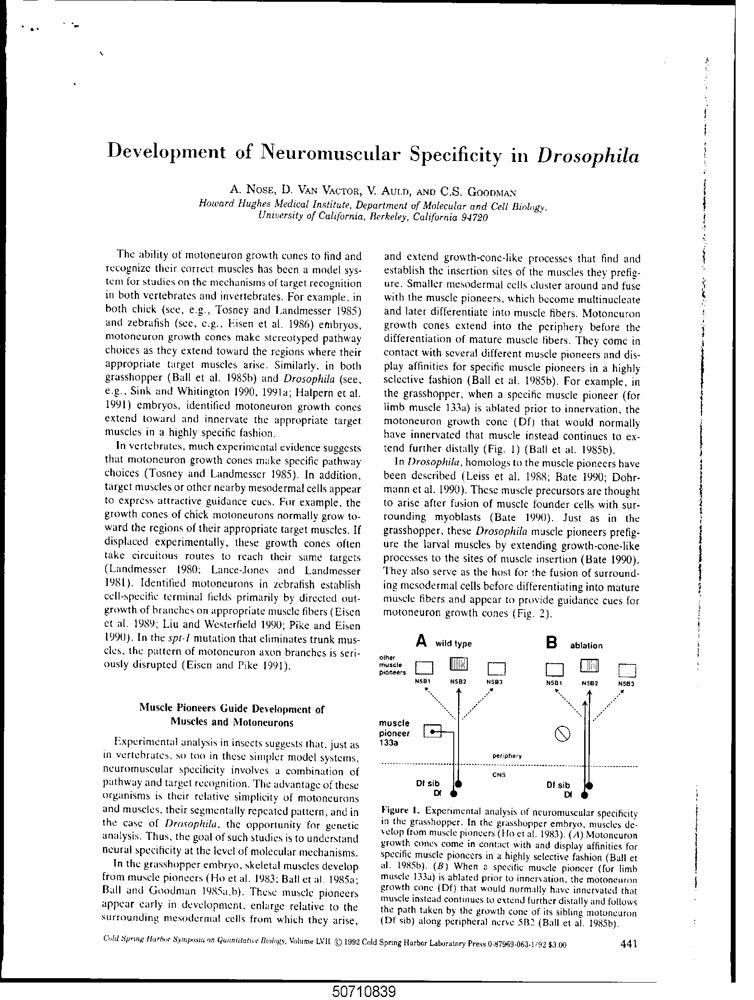 Development of Neuromuscular Specificity in Drosophila
A. NOSE, D. VAN VACTOR, V. AULD, AND C.S. GOODMAN
Howard Hughes Medical Institute, Department of Molecular and Cell Biology,
University of California, Berkeley, California 94720
The ability of motoneuron growth cones to find and
recognize their correct muscles has been a model sys-
tem for studies on the mechanisms of target recognition
in both vertebrates and invertebrates. For example, in
both chick (see, e.g., Tosney and Landmesser 1985)
and zebrafish (see, e.g., Eisen et al. 1986) embryos,
motoneuron growth cones make stereotyped pathway
choices as they extend toward the regions where their
appropriate target muscles arise. Similarly, in both
grasshopper (Ball et al. 1985b) and Drosophila (see,
e.g., Sink and Whitington 1990, 1991a; Halpern et al.
1991) embryos, identified motoneuron growth cones
extend toward and innervate the appropriate target
muscles in a highly specific fashion.
In vertebrates, much experimental evidence suggests
that motoneuron growth cones make specific pathway
choices (Tosney and Landmesser 1985). In addition,
target muscles or other nearby mesodermal cells appear
to express attractive guidance cues. For example, the
growth cones of chick motoneurons normally grow to-
ward the regions of their appropriate target muscles. If
displaced experimentally, these growth cones often
take circuitous routes to reach their same targets
(Landmesser 1980; Lance-Jones and Landmesser
1981). Identified motoneurons in zebrafish establish
cell-specific terminal fields primarily by directed out-
growth of branches on appropriate muscle fibers (Eisen
et al. 1989; Liu and Westerfield 1990; Pike and Eisen
1990). In the spt-1 mutation that eliminates trunk mus-
cles, the pattern of motoneuron axon branches is seri-
ously disrupted (Eisen and Pike 1991).
Muscle Pioneers Guide Development of
Muscles and Motoneurons
Experimental analysis in insects suggests that, just as
in vertebrates, so too in these simpler model systems,
neuromuscular specificity involves a combination of
pathway and target recognition. The advantage of these
organisms is their relative simplicity of motoneurons
and muscles, their segmentally repeated pattern, and in
the case of Drosophila, the opportunity for genetic
analysis. Thus, the goal of such studies is to understand
neural specificity at the level of molecular mechanisms.
In the grasshopper embryo, skeletal muscles develop
from muscle pioneers (Ho et al. 1983; Ball et al. 1985a;
Ball and Goodman 1985a,b). These muscle pioneers
appear early in development, enlarge relative to the
surrounding mesodermal cells from which they arise,
and extend growth-cone-like processes that find and
establish the insertion sites of the muscles they prefig-
ure. Smaller mesodermal cells cluster around and fuse
with the muscle pioneers, which become multinucleate
and later differentiate into muscle fibers. Motoneuron
growth cones extend into the periphery before the
differentiation of mature muscle fibers. They come in
contact with several different muscle pioneers and dis-
play affinities for specific muscle pioneers in a highly
selective fashion (Ball et al. 1985b). For example, in
the grasshopper, when a specific muscle pioneer (for
limb muscle 133a) is ablated prior to innervation, the
motoneuron growth cone (Df) that would normally
have innervated that muscle instead continues to ex-
tend further distally (Fig. 1) (Ball et al. 1985b).
In Drosophila, homologs to the muscle pioneers have
been described (Leiss et al. 1988; Bate 1990; Dohr-
mann et al. 1990). These muscle precursors are thought
to arise after fusion of muscle founder cells with sur-
rounding myoblasts (Bate 1990). Just as in the
grasshopper, these Drosophila muscle pioneers prefig-
ure the larval muscles by extending growth-cone-like
processes to the sites of muscle insertion (Bate 1990).
They also serve as the host for the fusion of surround-
ing mesodermal cells before differentiating into mature
muscle fibers and appear to provide guidance cues for
motoneuron growth cones (Fig. 2).
A wild type
B ablation
other
muscle
pioneers
N5B1 N5B2 N5B3
N5B1 N5B2 N5B3
muscle
pioneer
133a
periphery
CNS
Df sib
Df
Df sib
Df
Figure 1. Experimental analysis of neuromuscular specificity
in the grasshopper. In the grasshopper embryo, muscles de-
velop from muscle pioneers (Ho et al. 1983). (A) Motoneuron
growth cones come in contact with and display affinities for
specific muscle pioneers in a highly selective fashion (Ball et
al. 1985b). (B) When a specific muscle pioneer (for limb
muscle 133a) is ablated prior to innervation, the motoneuron
growth cone (Df) that would normally have innervated that
muscle instead continues to extend further distally and follows
the path taken by the growth cone of its sibling motoneuron
(Df sib) along peripheral nerve 5B2 (Ball et al. 1985b).
Cold Spring Harbor Symposia on Quantitative Biology, Volume LVII. © 1992 Cold Spring Harbor Laboratory Press 0-87969-063-1/92 $3.00
441
50710839